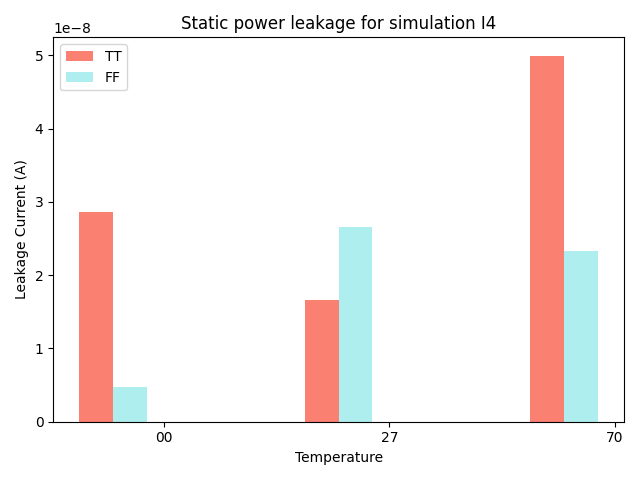 Static power leakage for simulation I4
1e−8
TT
FF
5
4
3
2
1
0
Leakage Current (A)
00 27 70
Temperature